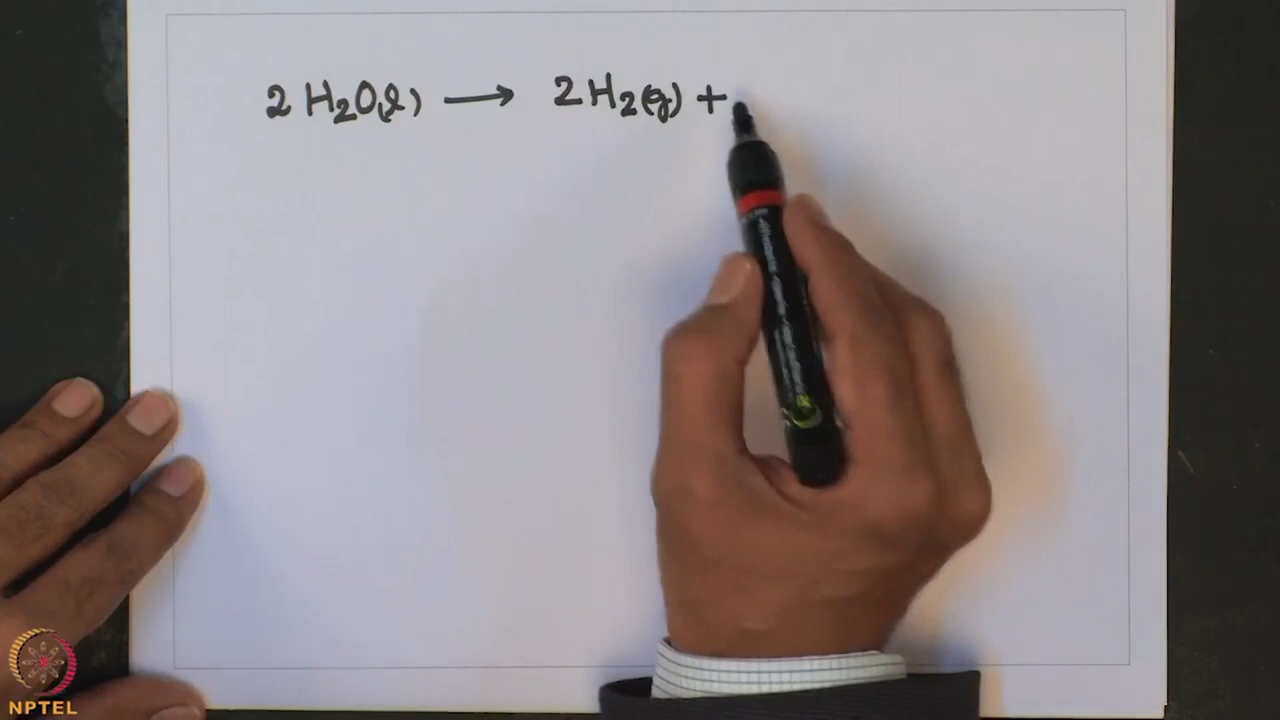 2 H₂O(l) ⟶ 2 H₂(g) +
NPTEL